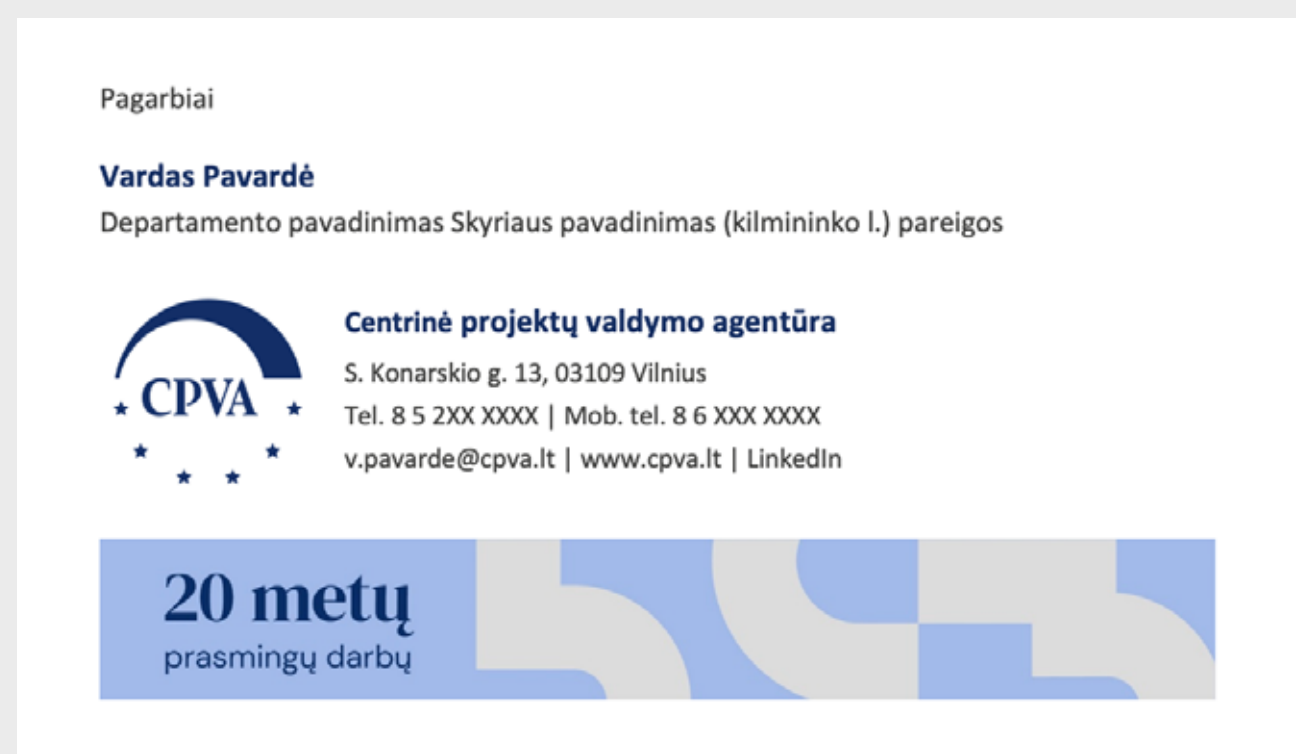 Pagarbiai
Vardas Pavardė
Departamento pavadinimas Skyriaus pavadinimas (kilmininko l.) pareigos
CPVA
Centrinė projektų valdymo agentūra
S. Konarskio g. 13, 03109 Vilnius
Tel. 8 5 2XX XXXX | Mob. tel. 8 6 XXX XXXX
v.pavarde@cpva.lt | www.cpva.lt | LinkedIn
20 metų
prasmingų darbų